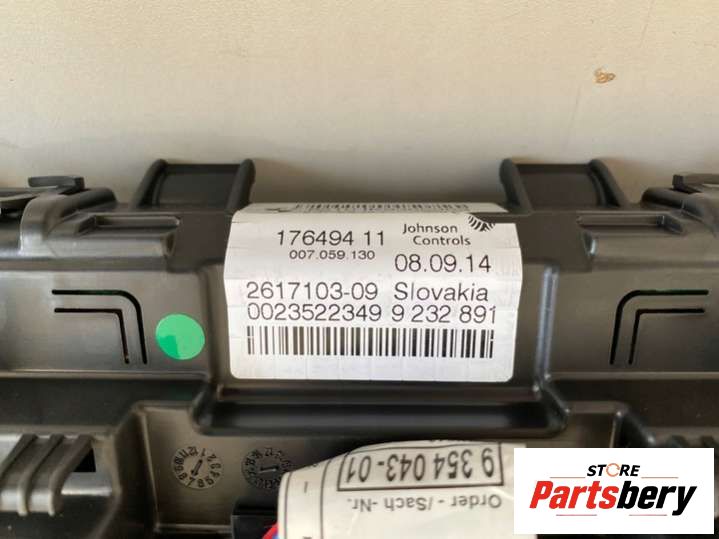 176494 11
Johnson
Controls
007.059.130
08.09.14
2617103-09 Slovakia
0023522349 9 232 891
9 354 043-01
Order - /Sach -Nr.
STORE
Partsbery